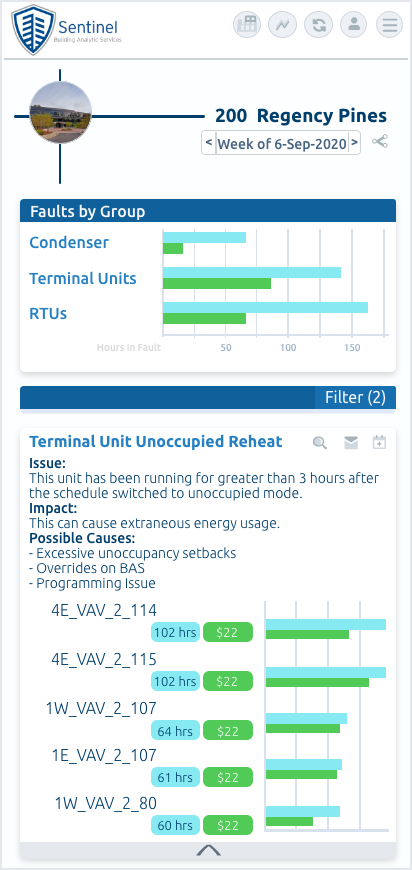 Sentinel
Building Analytic Services
200 Regency Pines
< Week of 6-Sep-2020 >
Faults by Group
Condenser
Terminal Units
RTUs
Hours in Fault 50 100 150
Filter (2)
Terminal Unit Unoccupied Reheat
Issue:
This unit has been running for greater than 3 hours after
the schedule switched to unoccupied mode.
Impact:
This can cause extraneous energy usage.
Possible Causes:
- Excessive unoccupancy setbacks
- Overrides on BAS
- Programming Issue
4E_VAV_2_114
102 hrs $22
4E_VAV_2_115
102 hrs $22
1W_VAV_2_107
64 hrs $22
1E_VAV_2_107
61 hrs $22
1W_VAV_2_80
60 hrs $22